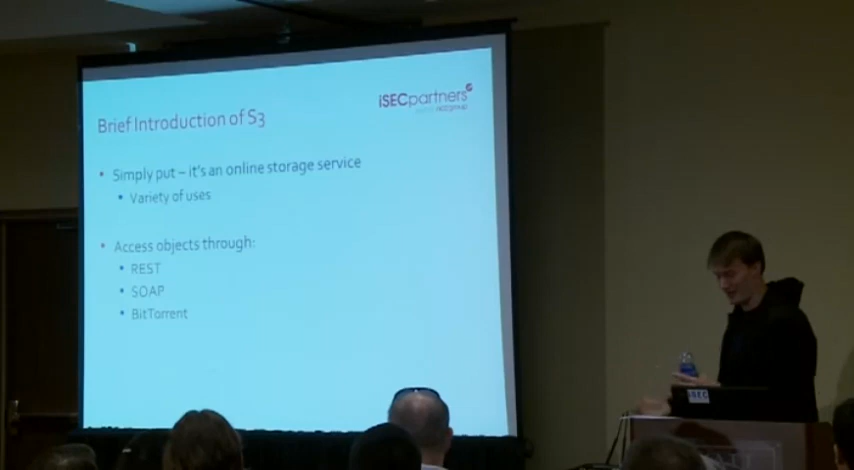 iSECpartners
Brief Introduction of S3
• Simply put – it's an online storage service
• Variety of uses
• Access objects through:
• REST
• SOAP
• BitTorrent
iSEC